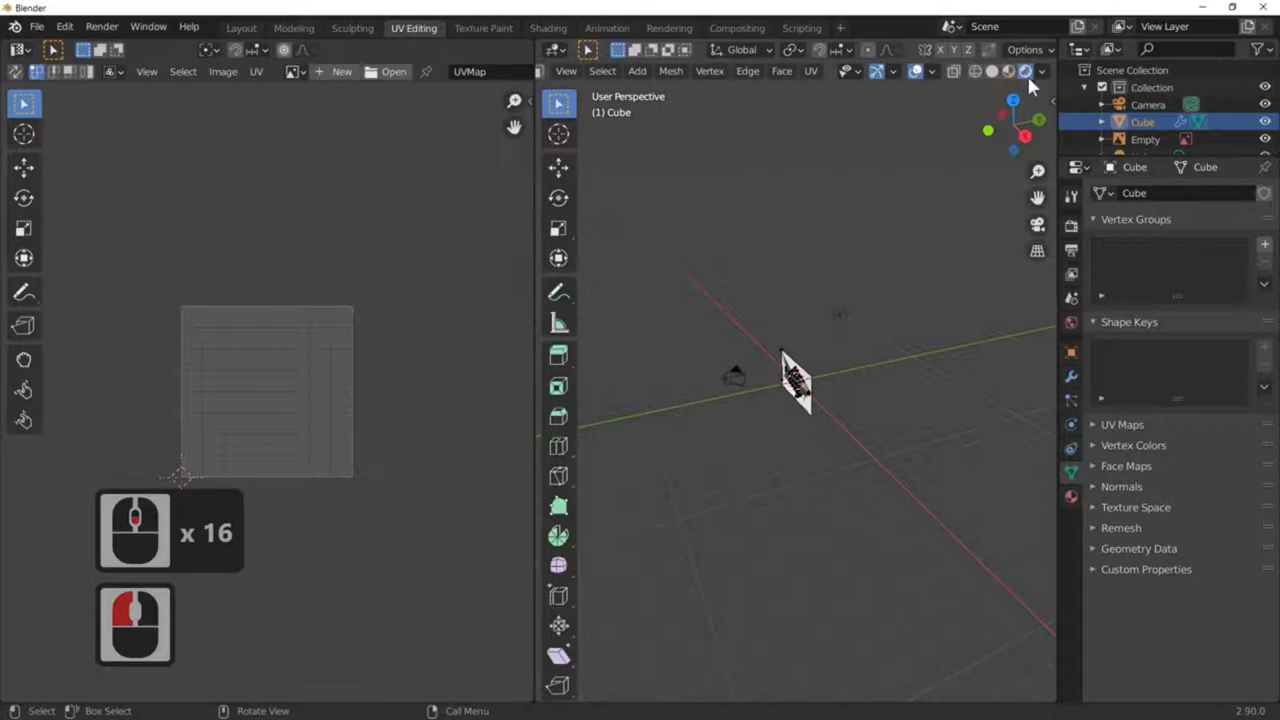 Blender
File Edit Render Window Help Layout Modeling Sculpting UV Editing Texture Paint Shading Animation Rendering Compositing Scripting + Scene View Layer
Global X Y Z Options
View Select Image UV New Open UVMap View Select Add Mesh Vertex Edge Face UV
Scene Collection
Collection
Camera
Cube
Empty
User Perspective
(1) Cube
Cube Cube
Cube
Vertex Groups
Shape Keys
UV Maps
Vertex Colors
Face Maps
Normals
Texture Space
Remesh
Geometry Data
Custom Properties
x 16
Select Box Select Rotate View Call Menu 2.90.0